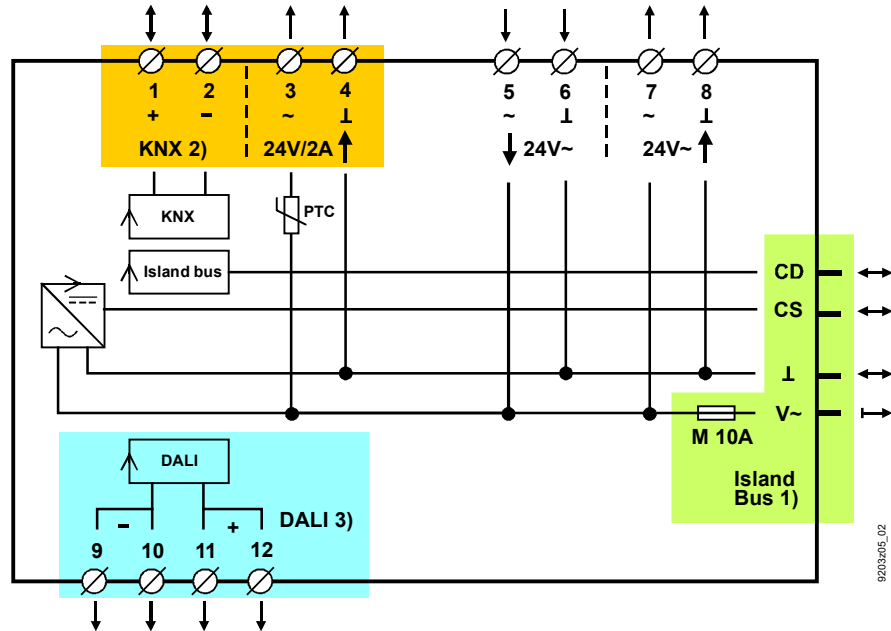 1 2 3 4 5 6 7 8
+ − ~ ⊥ ~ ⊥ ~ ⊥
KNX 2) 24V/2A 24V~ 24V~
KNX
PTC
Island bus
CD
CS
⊥
V~
M 10A
Island
Bus 1)
DALI
− +
DALI 3)
9 10 11 12
9203z05_02